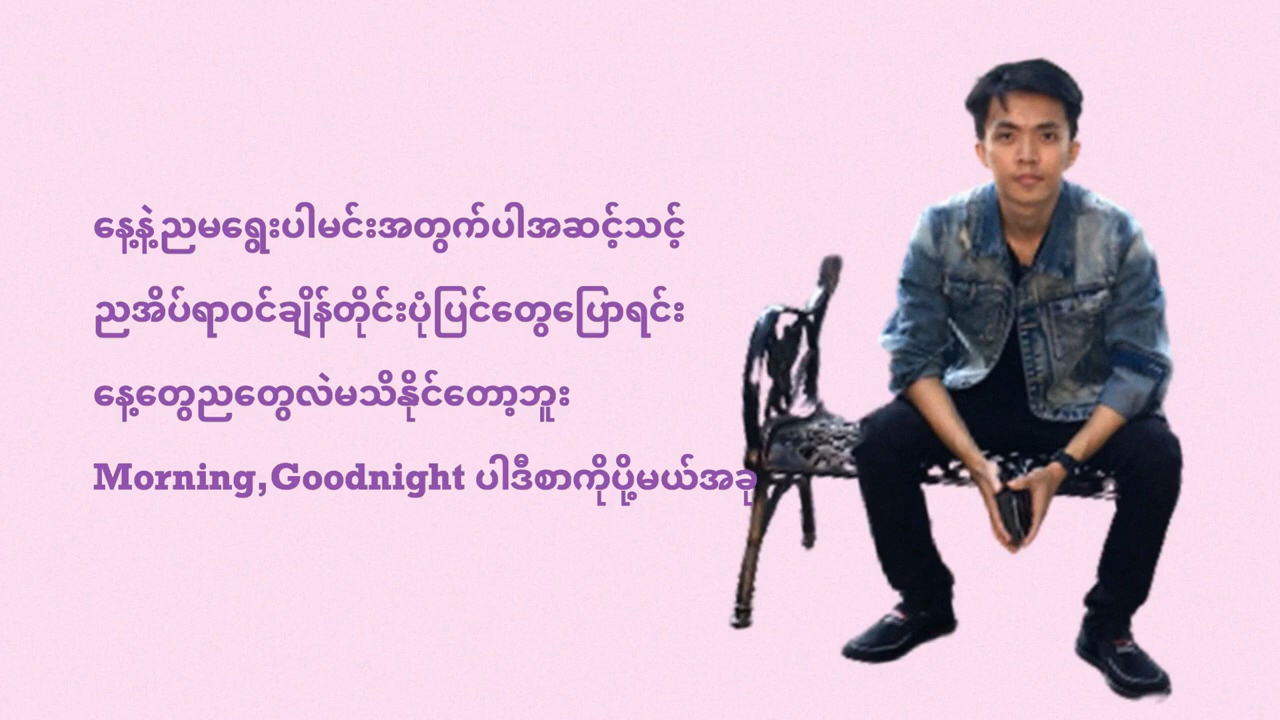 နေ့နဲ့ညမရွေးပါမင်းအတွက်ပါအဆင့်သင့်
ညအိပ်ရာဝင်ချိန်တိုင်းပုံပြင်တွေပြောရင်း
နေ့တွေညတွေလဲမသိနိုင်တော့ဘူး
Morning,Goodnight ပါဒီစာကိုပို့မယ်အခု